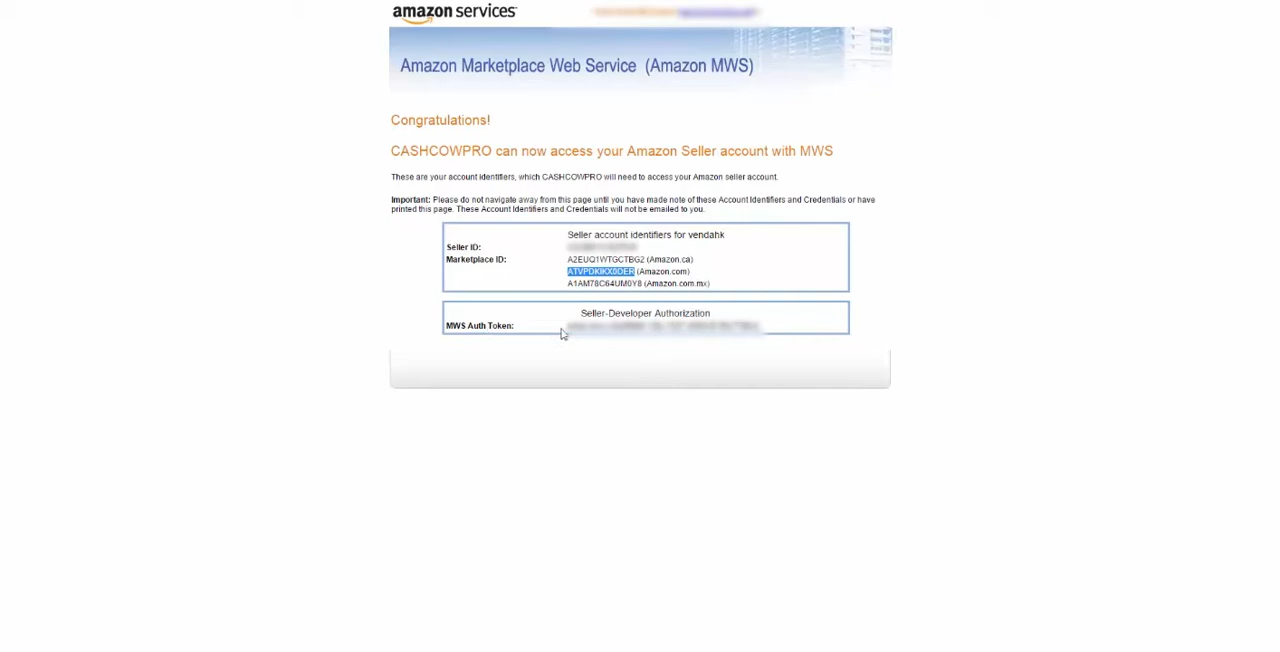 amazon services
Amazon Marketplace Web Service (Amazon MWS)
Congratulations!
CASHCOWPRO can now access your Amazon Seller account with MWS
These are your account identifiers, which CASHCOWPRO will need to access your Amazon seller account.
Important: Please do not navigate away from this page until you have made note of these Account Identifiers and Credentials or have
printed this page. These Account Identifiers and Credentials will not be emailed to you.
Seller account identifiers for vendahk
Seller ID:
Marketplace ID: A2EUQ1WTGCTBG2 (Amazon.ca)
ATVPDKIKX0DER (Amazon.com)
A1AM78C64UM0Y8 (Amazon.com.mx)
Seller-Developer Authorization
MWS Auth Token: